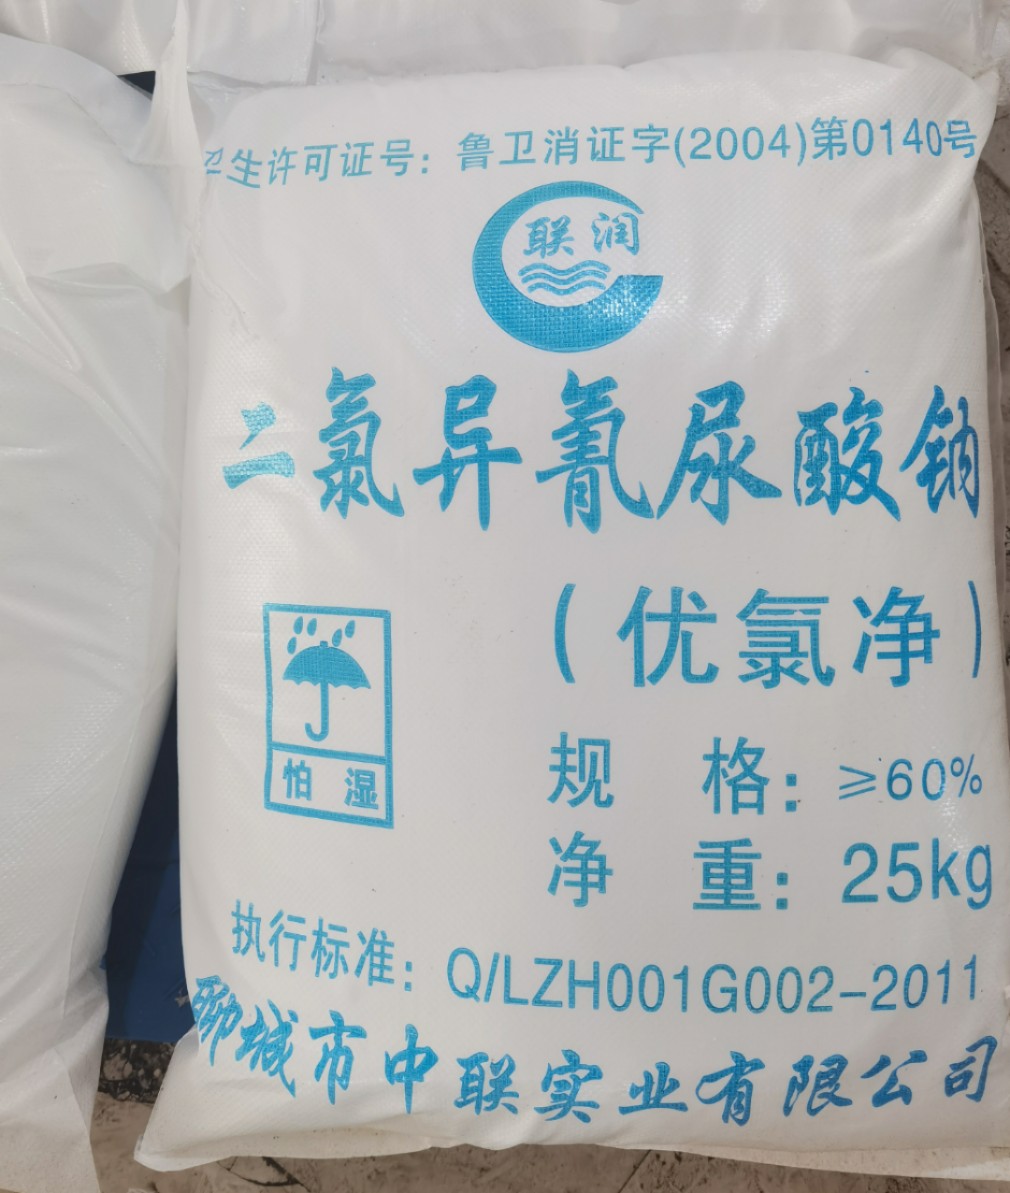 卫生许可证号：鲁卫消证字(2004)第0140号
联润
二氯异氰尿酸钠
（优氯净）
怕湿
规格：≥60%
净重：25kg
执行标准：Q/LZH001G002-2011
聊城市中联实业有限公司